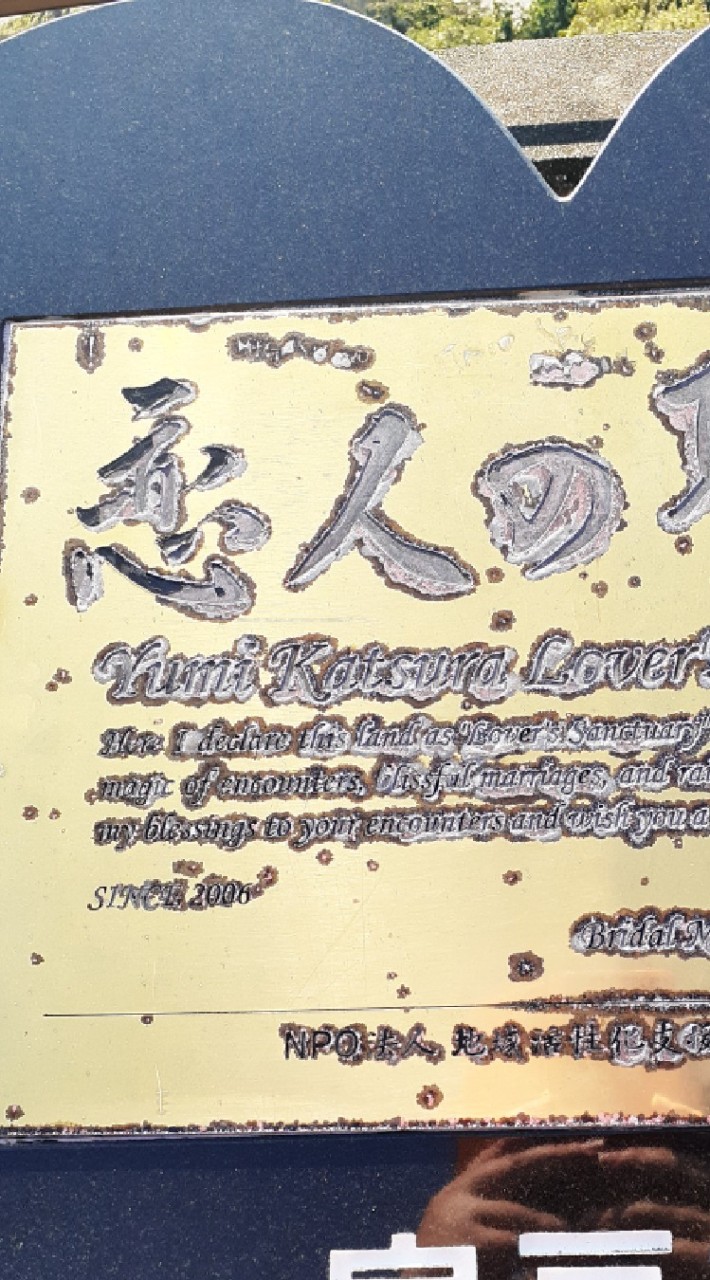 恋人の聖
Yumi Katsura Lover's
Here I declare this land as "Lover's Sanctuary"
magic of encounters, blissful marriages, and
my blessings to your encounters and wish you a
SINCE 2006
Bridal M
NPO法人 地域活性化支援